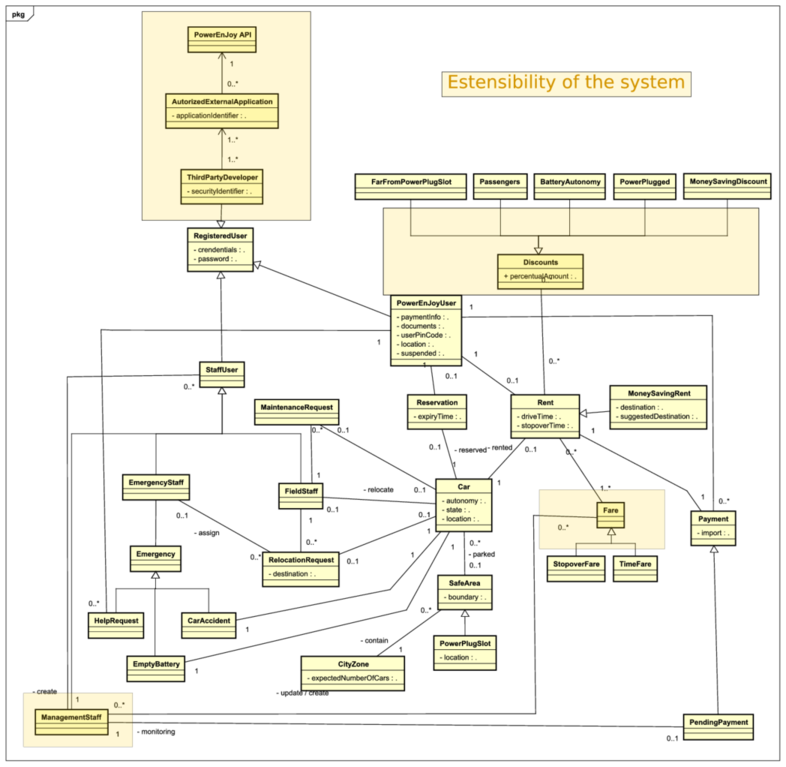 pkg
PowerEnJoy API
1
0..*
Estensibility of the system
AutorizedExternalApplication
- applicationIdentifier : .
1..*
1..*
ThirdPartyDeveloper
- securityIdentifier : .
FarFromPowerPlugSlot
Passengers
BatteryAutonomy
PowerPlugged
MoneySavingDiscount
RegisteredUser
- crendentials : .
- password : .
Discounts
PowerEnJoyUser
- paymentInfo : .
- documents : .
- userPinCode : .
- location : .
- suspended : .
1
1
1
1
0..1
0..1
0..*
StaffUser
0..*
MaintenanceRequest
0..*
0..1
Reservation
- expiryTime : .
Rent
- driveTime : .
- stopoverTime : .
MoneySavingRent
- destination : .
- suggestedDestination : .
0..1
- reserved
- rented
1
0..1
0..*
1
EmergencyStaff
0..1
- assign
FieldStaff
1
0..1
1
- relocate
0..1
0..1
Car
- autonomy : .
- state : .
- location : .
1
1..*
Fare
0..*
1
0..*
Payment
- import : .
StopoverFare
TimeFare
Emergency
0..*
0..*
RelocationRequest
- destination : .
0..1
1
1
0..*
- parked
0..1
SafeArea
- boundary : .
0..*
HelpRequest
0..*
CarAccident
1
- contain
1
PowerPlugSlot
- location : .
EmptyBattery
1
CityZone
- expectedNumberOfCars : .
- create
- update / create
1
0..*
ManagementStaff
1
- monitoring
PendingPayment
0..1